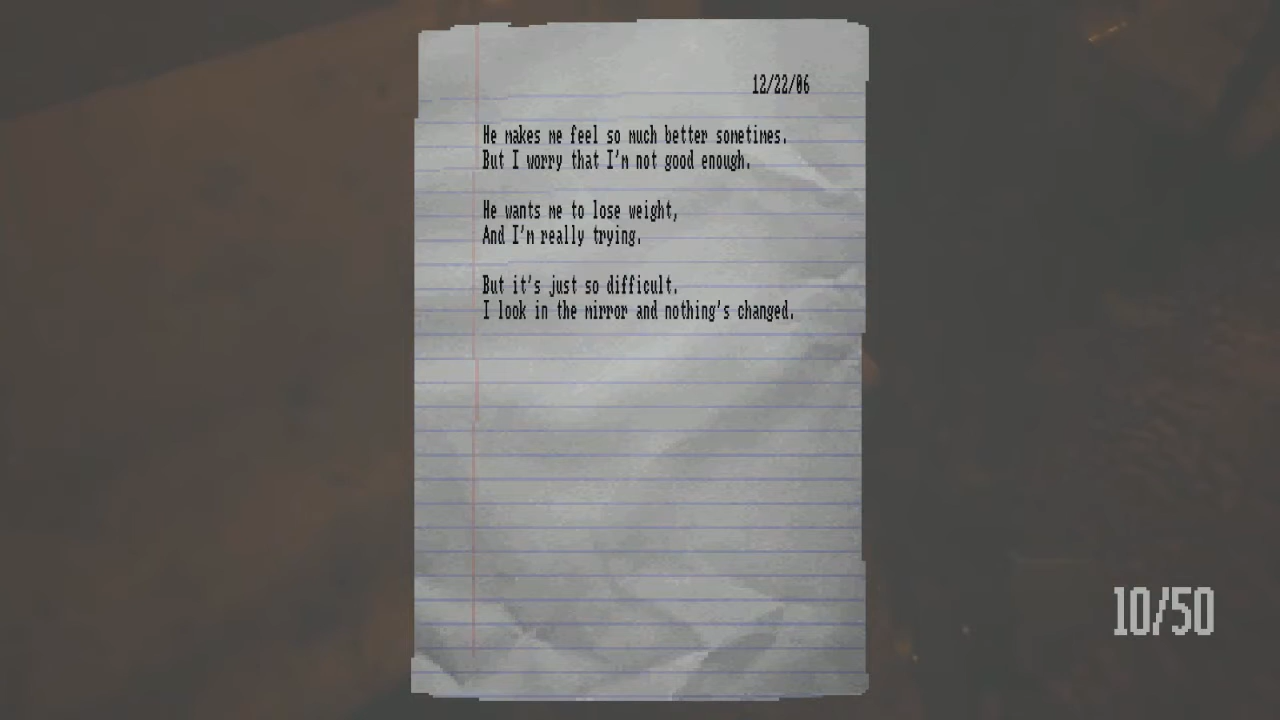 12/22/06
He makes me feel so much better sometimes.
But I worry that I'm not good enough.
He wants me to lose weight,
And I'm really trying.
But it's just so difficult.
I look in the mirror and nothing's changed.
10/50